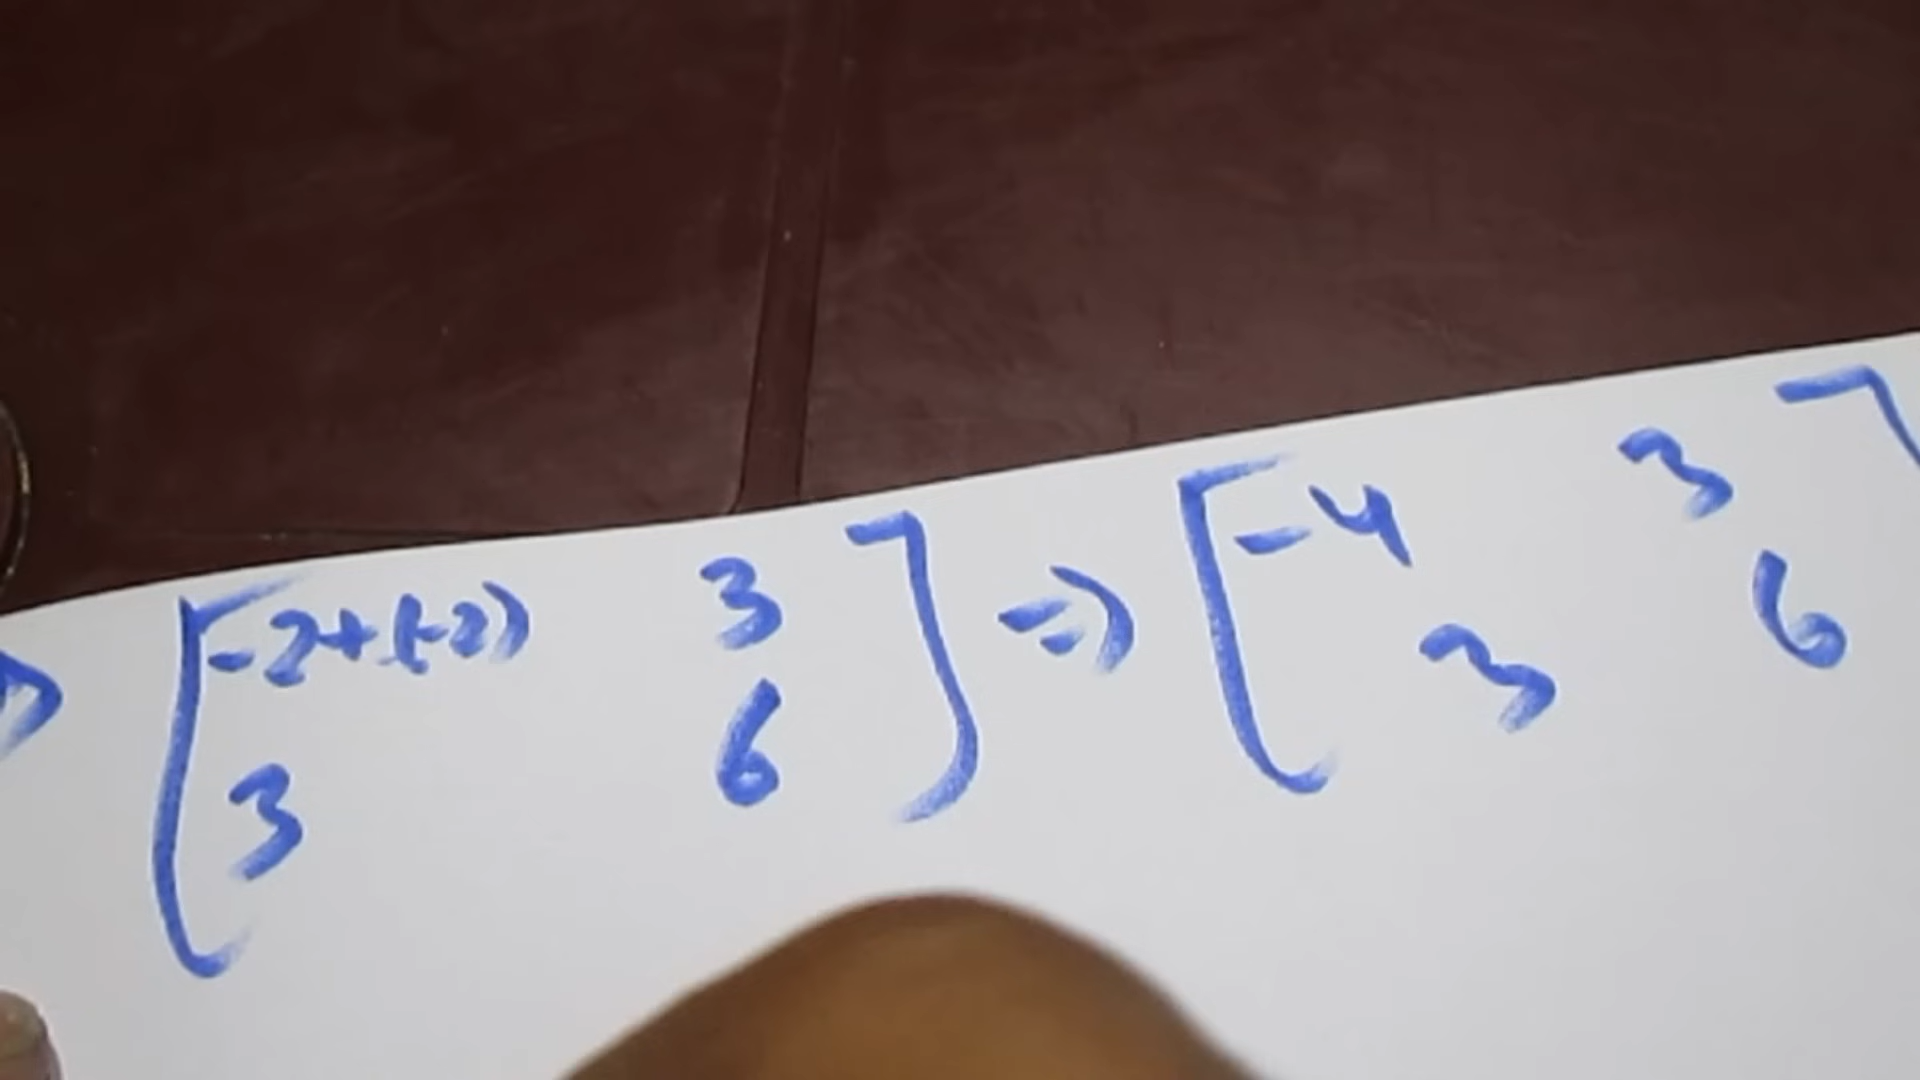 [-2+(-2) 3] => [-4 3]
[3 6] [3 6]